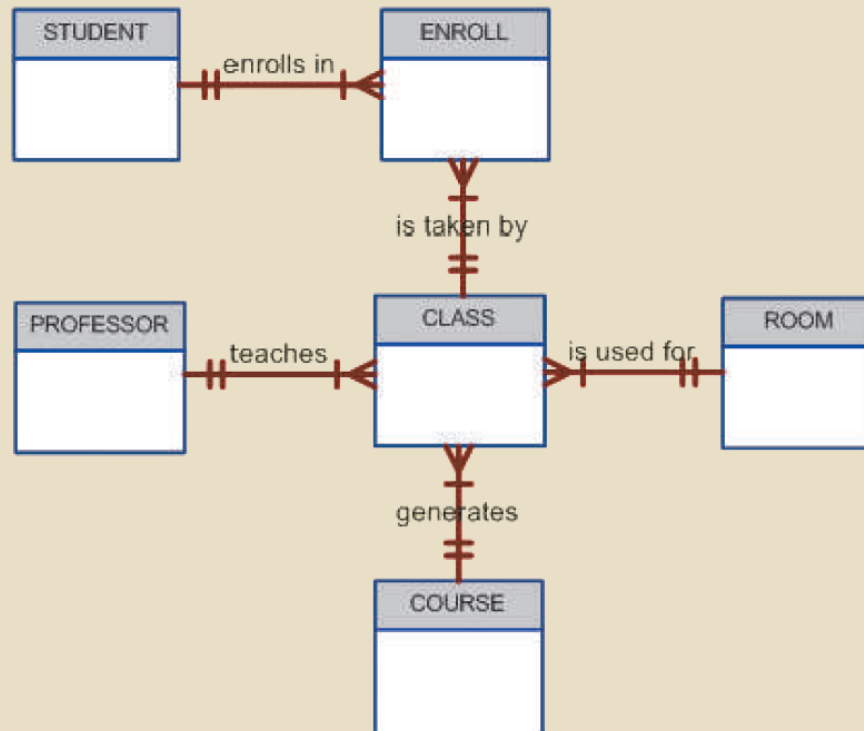 STUDENT
ENROLL
enrolls in
is taken by
PROFESSOR
CLASS
ROOM
teaches
is used for
generates
COURSE